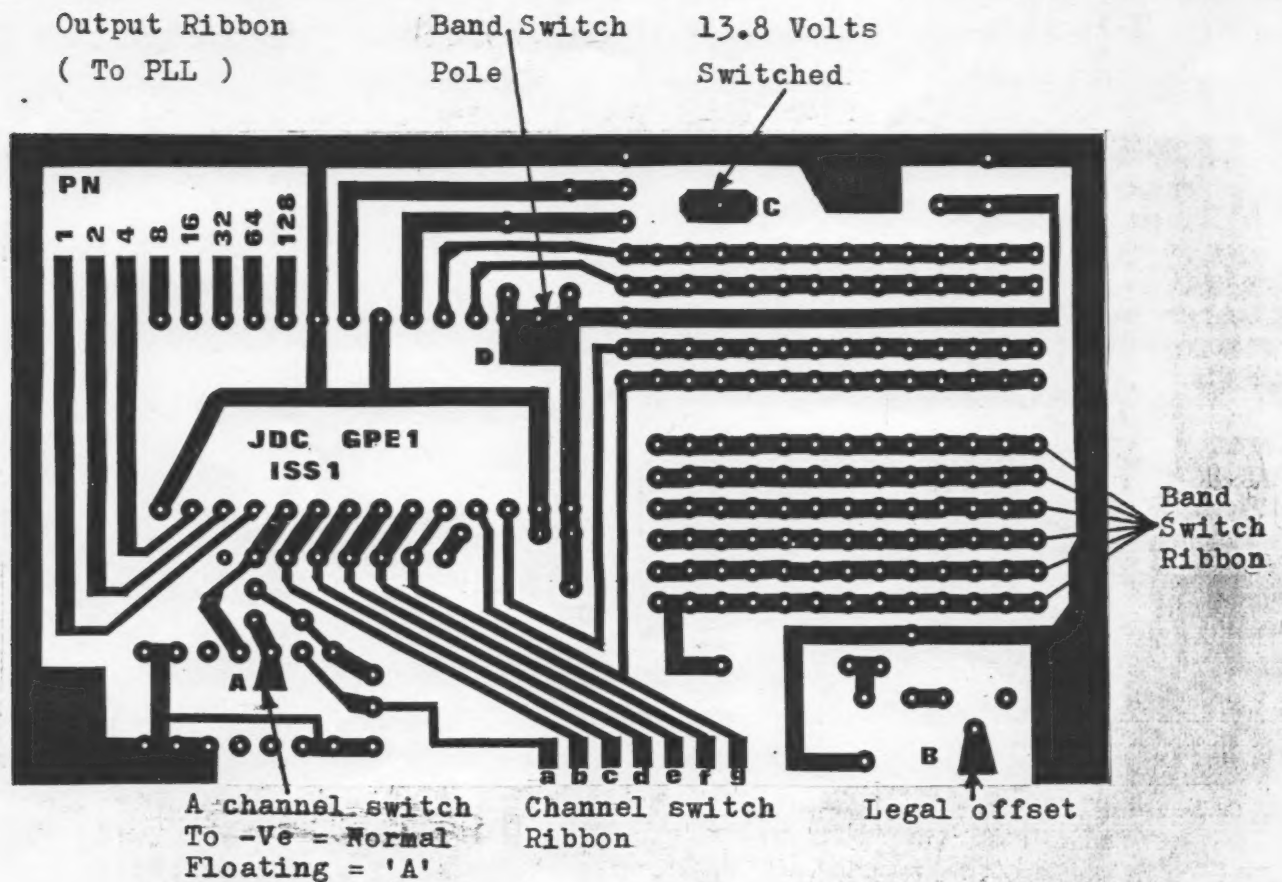 Output Ribbon
( To PLL )
Band Switch
Pole
13.8 Volts
Switched
PN
1 2 4 8 16 32 64 128
C
D
JDC GPE1
ISS1
Band
Switch
Ribbon
A
B
a b c d e f g
A channel switch
To -Ve = Normal
Floating = 'A'
Channel switch
Ribbon
Legal offset